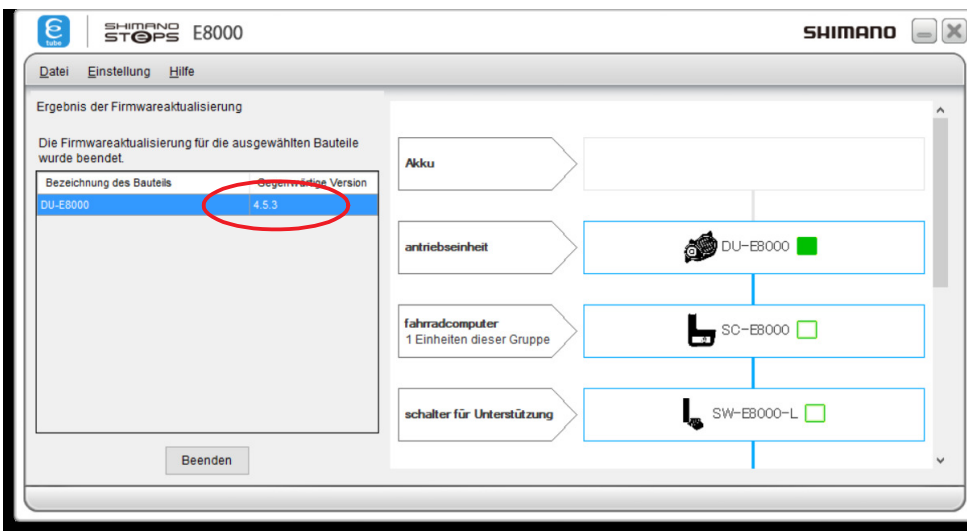 e
tube
SHIMANO
STEPS
E8000
SHIMANO
Datei Einstellung Hilfe
Ergebnis der Firmwareaktualisierung
Die Firmwareaktualisierung für die ausgewählten Bauteile
wurde beendet.
Bezeichnung des Bauteils Gegenwärtige Version
DU-E8000 4.5.3
Beenden
Akku
antriebseinheit
DU-E8000
fahrradcomputer
1 Einheiten dieser Gruppe
SC-E8000
schalter für Unterstützung
SW-E8000-L